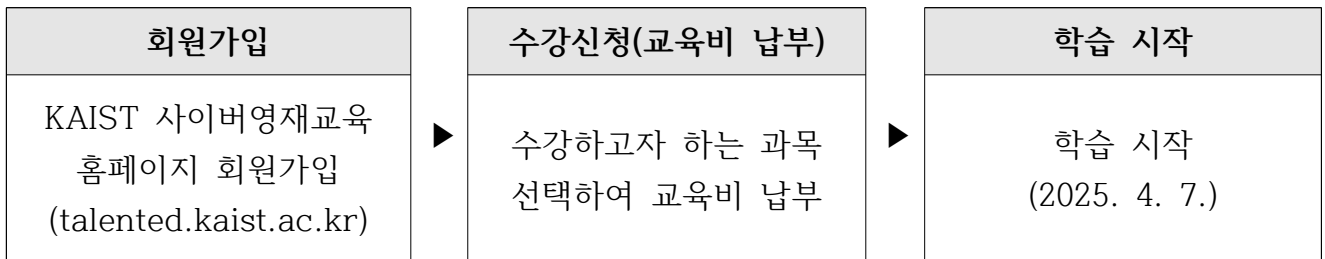 회원가입
KAIST 사이버영재교육
홈페이지 회원가입
(talented.kaist.ac.kr)
▶
수강신청(교육비 납부)
수강하고자 하는 과목
선택하여 교육비 납부
▶
학습 시작
학습 시작
(2025. 4. 7.)